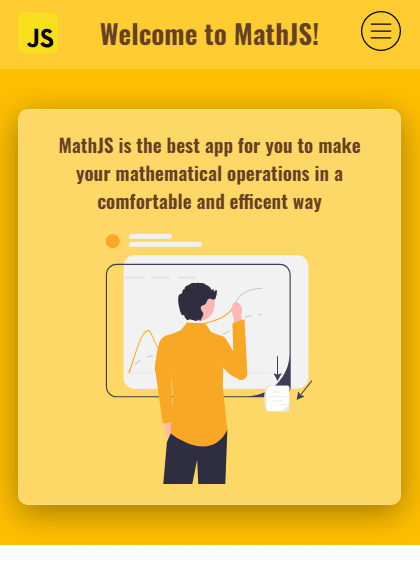 JS
Welcome to MathJS!
MathJS is the best app for you to make
your mathematical operations in a
comfortable and efficent way